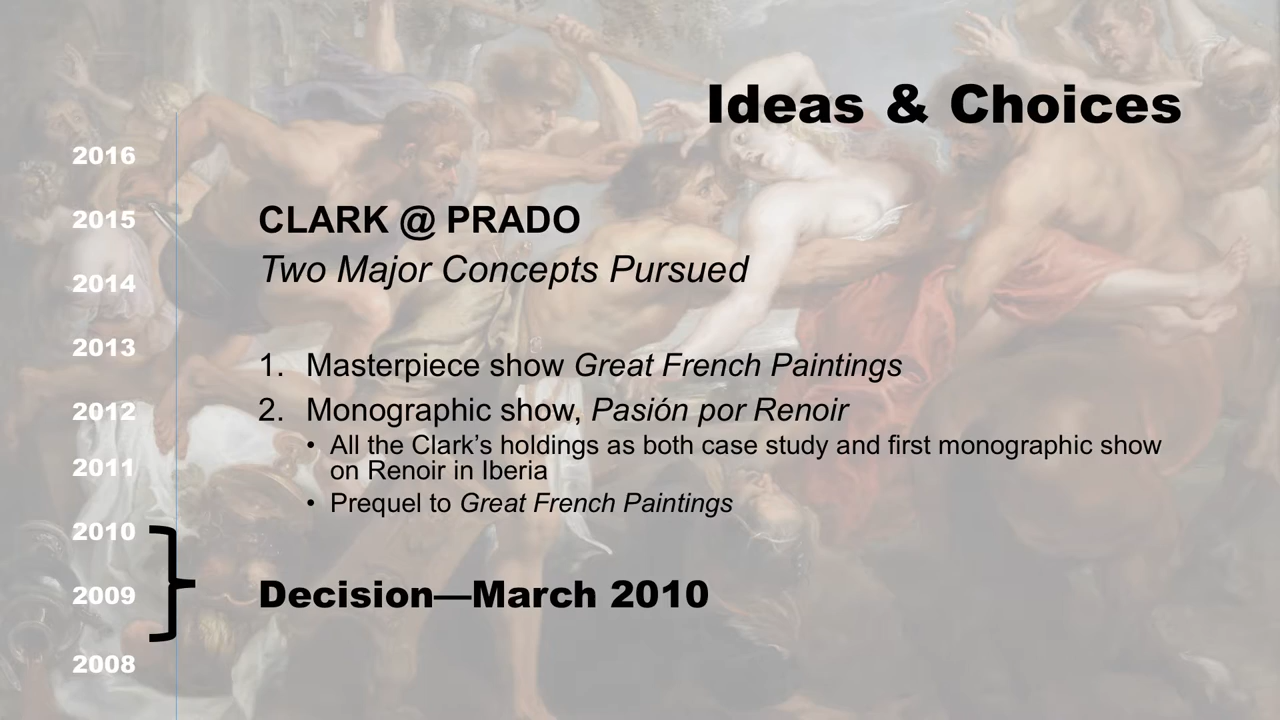 Ideas & Choices
2016
2015
2014
2013
2012
2011
2010
2009
2008
CLARK @ PRADO
Two Major Concepts Pursued
1. Masterpiece show Great French Paintings
2. Monographic show, Pasión por Renoir
• All the Clark’s holdings as both case study and first monographic show
on Renoir in Iberia
• Prequel to Great French Paintings
Decision—March 2010